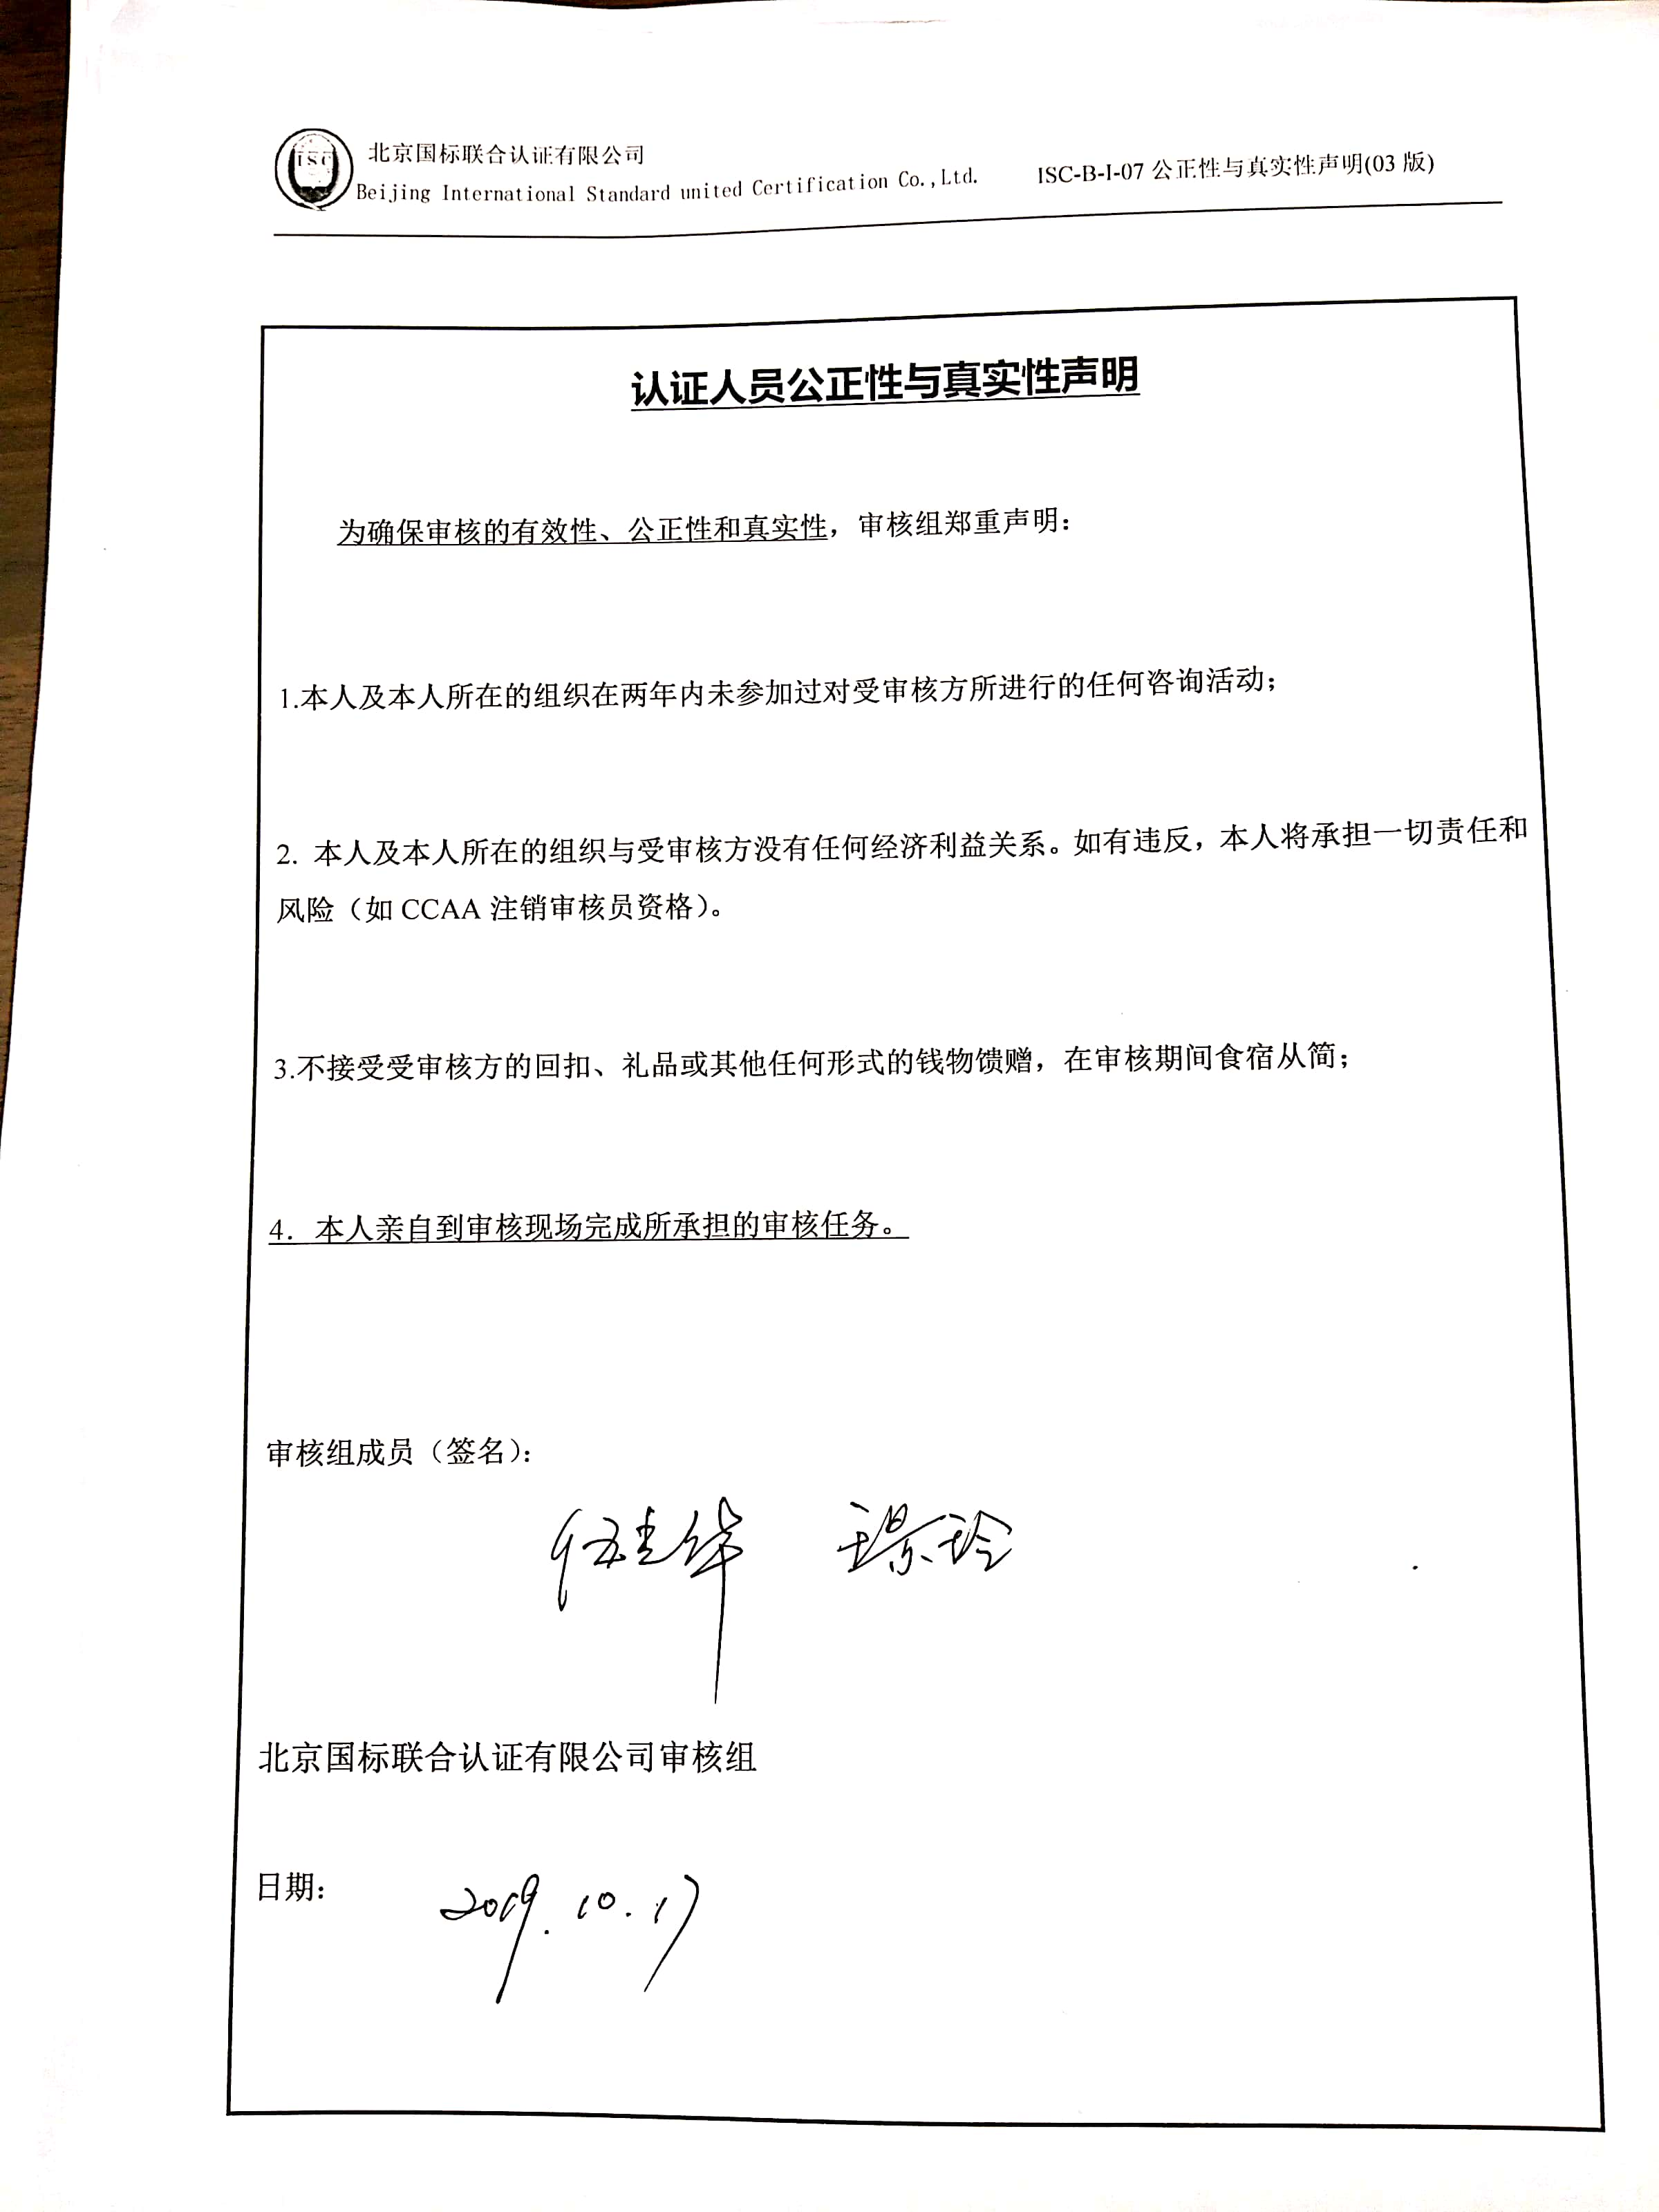 ISC
北京国标联合认证有限公司
Beijing International Standard united Certification Co.,Ltd.
ISC-B-I-07 公正性与真实性声明(03 版)
认证人员公正性与真实性声明
为确保审核的有效性、公正性和真实性，审核组郑重声明：
1.本人及本人所在的组织在两年内未参加过对受审核方所进行的任何咨询活动；
2. 本人及本人所在的组织与受审核方没有任何经济利益关系。如有违反，本人将承担一切责任和
风险（如 CCAA 注销审核员资格）。
3.不接受受审核方的回扣、礼品或其他任何形式的钱物馈赠，在审核期间食宿从简；
4. 本人亲自到审核现场完成所承担的审核任务。
审核组成员（签名）：
伍光华 王景玲
北京国标联合认证有限公司审核组
日期：
2019.10.17